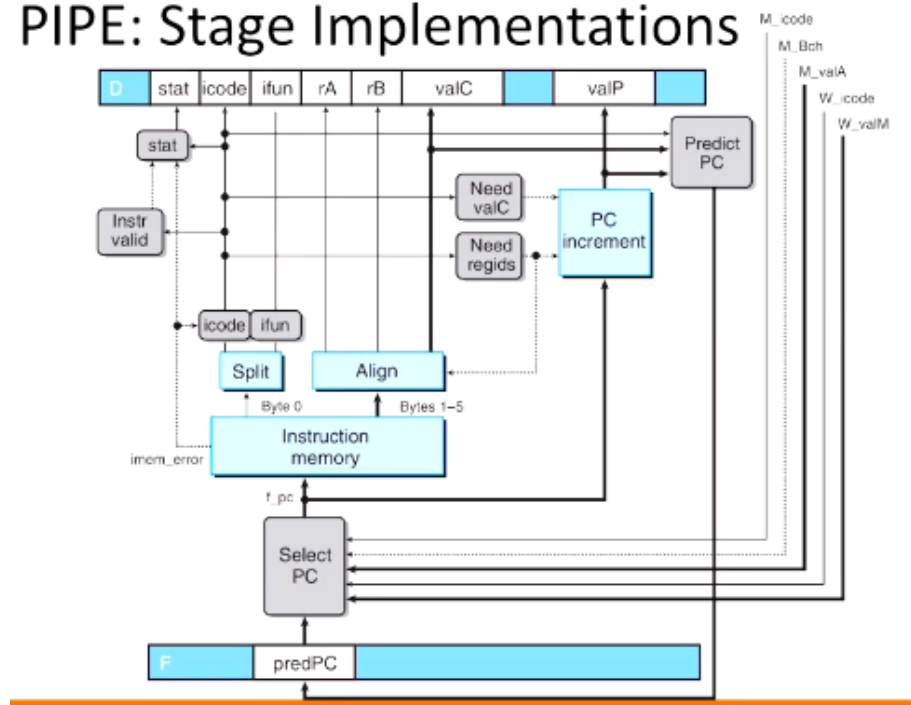 PIPE: Stage Implementations
M_icode
M_Bch
M_valA
W_icode
W_valM
D stat icode ifun rA rB valC valP
stat
Predict
PC
Need
valC
Instr
valid
PC
increment
Need
regids
icode ifun
Split
Align
Byte 0
Bytes 1–5
Instruction
memory
imem_error
f_pc
Select
PC
F predPC